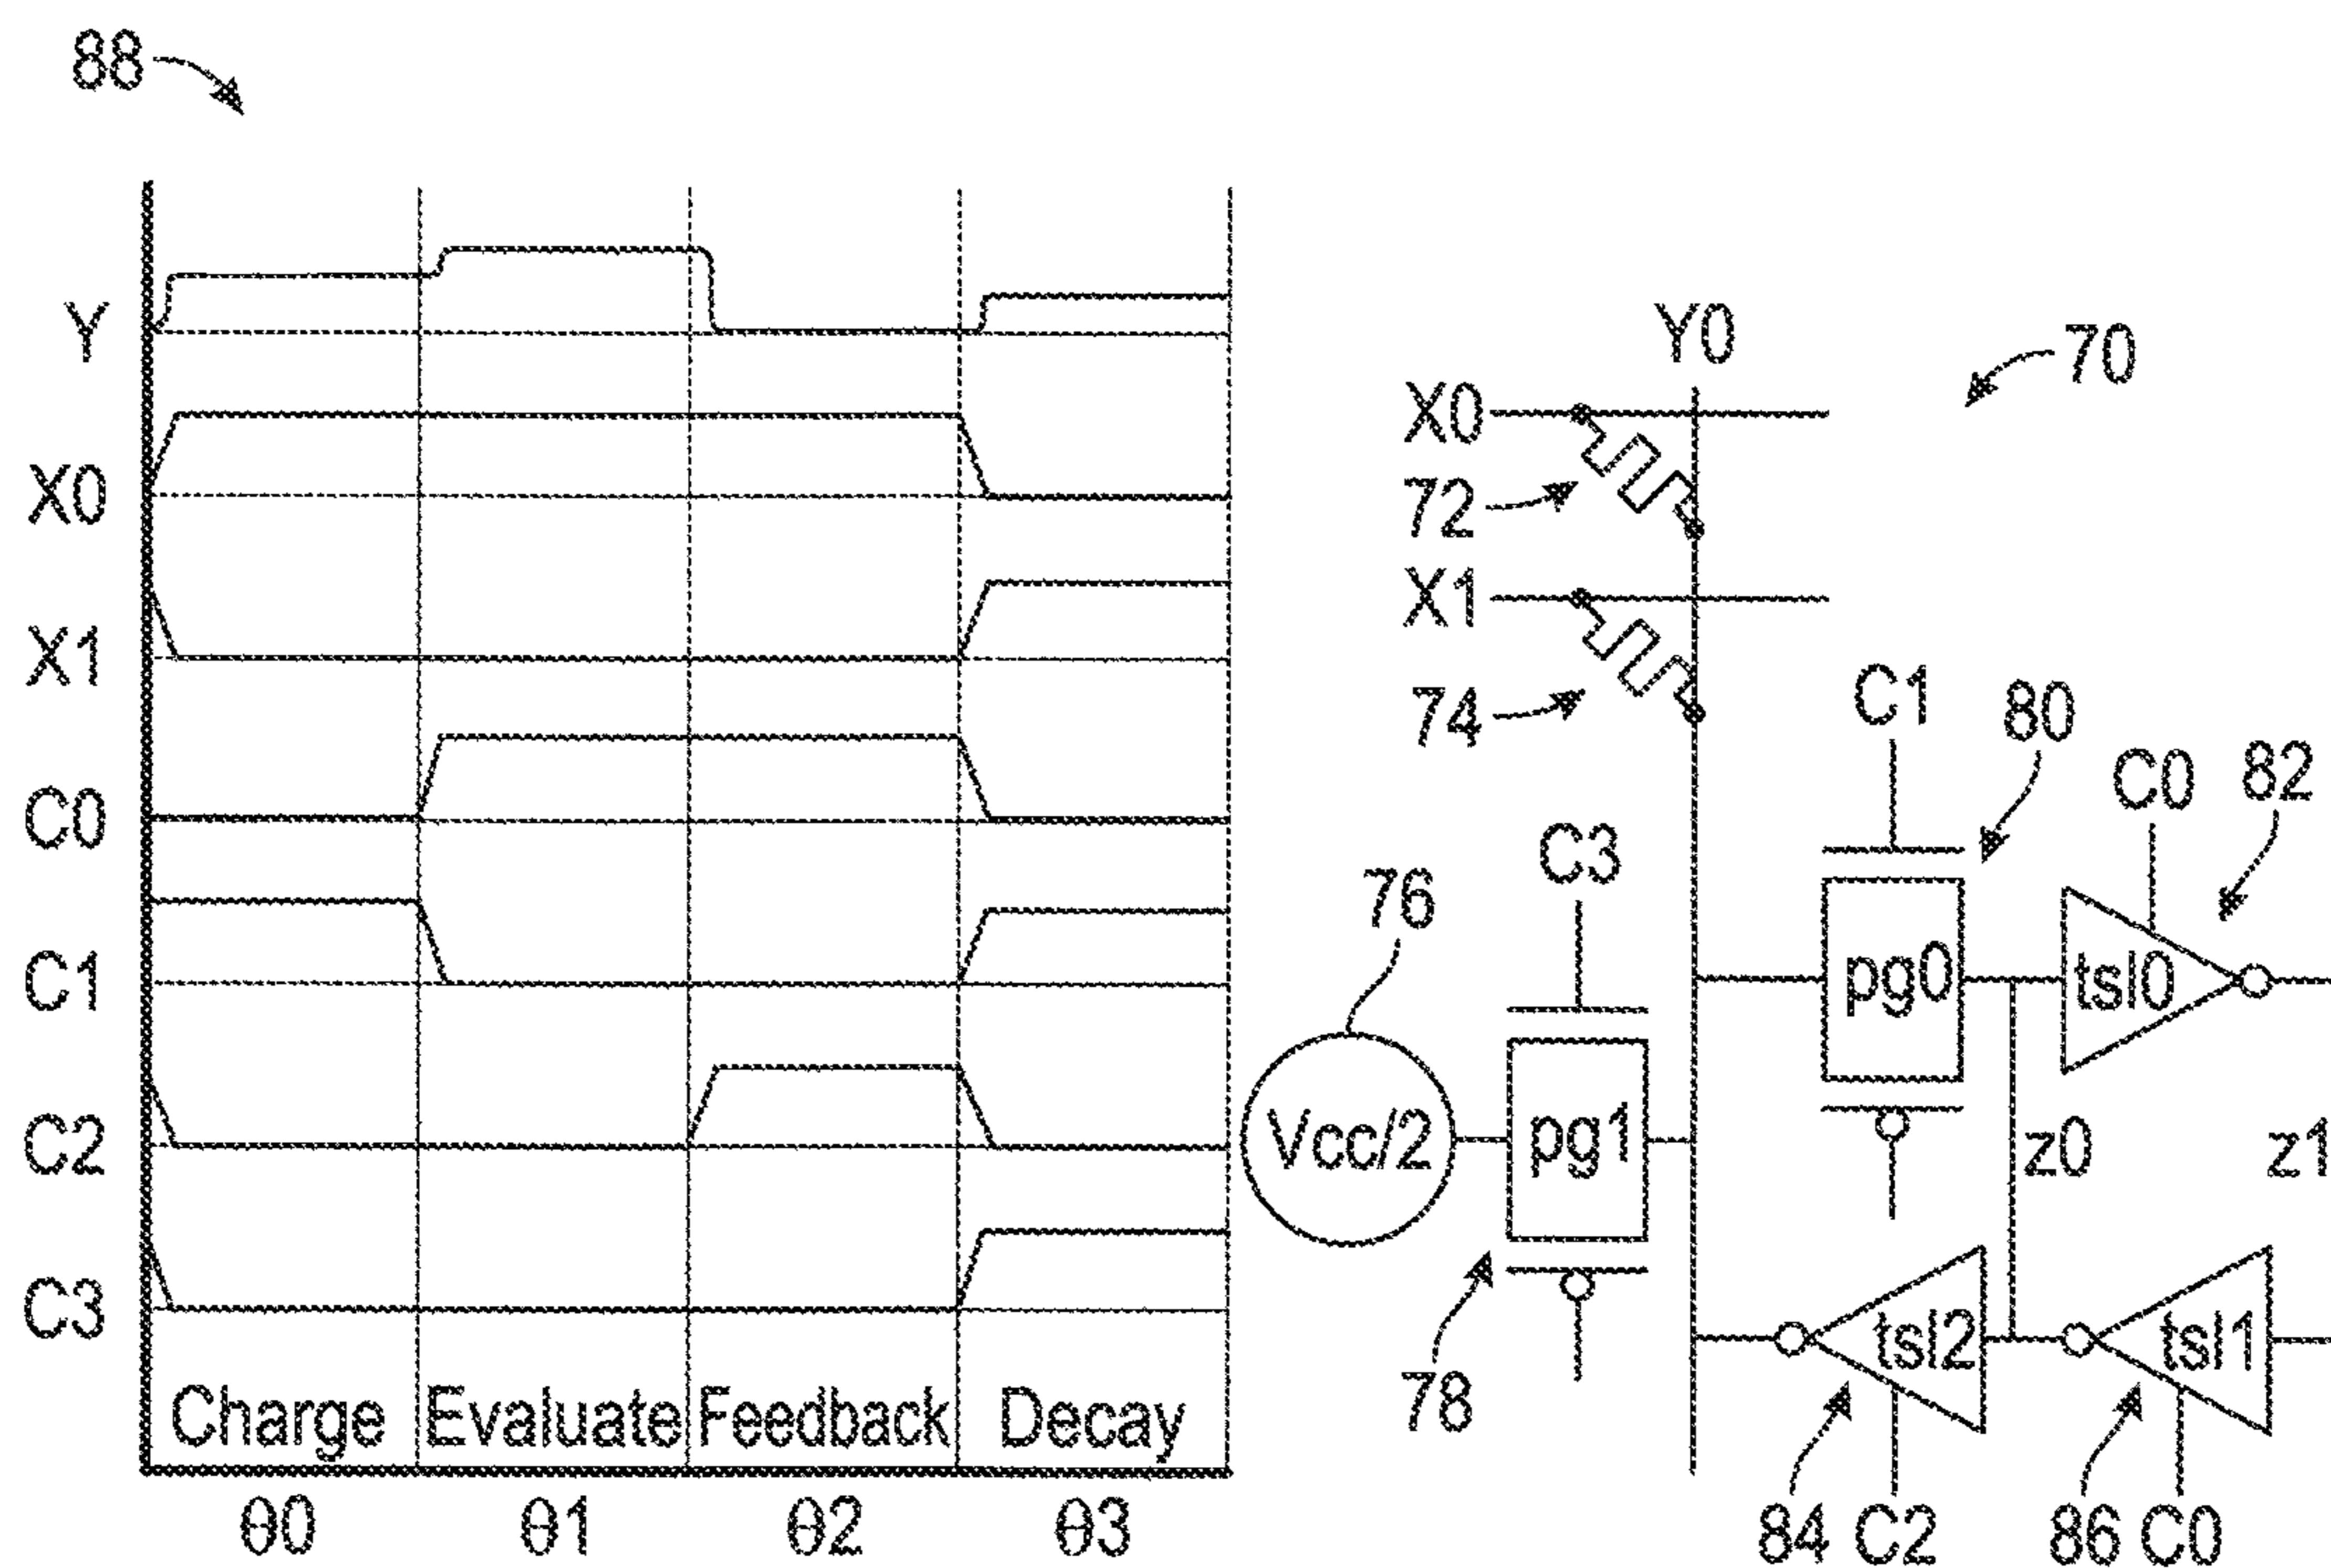 88
Y
X0
X1
C0
C1
C2
C3
Charge Evaluate Feedback Decay
θ0 θ1 θ2 θ3
Y0
70
X0
72
X1
74
C1
80
C0
82
C3
76
pg0
tsl0
Vcc/2
pg1
z0
z1
78
tsl2
tsl1
84 C2
86 C0